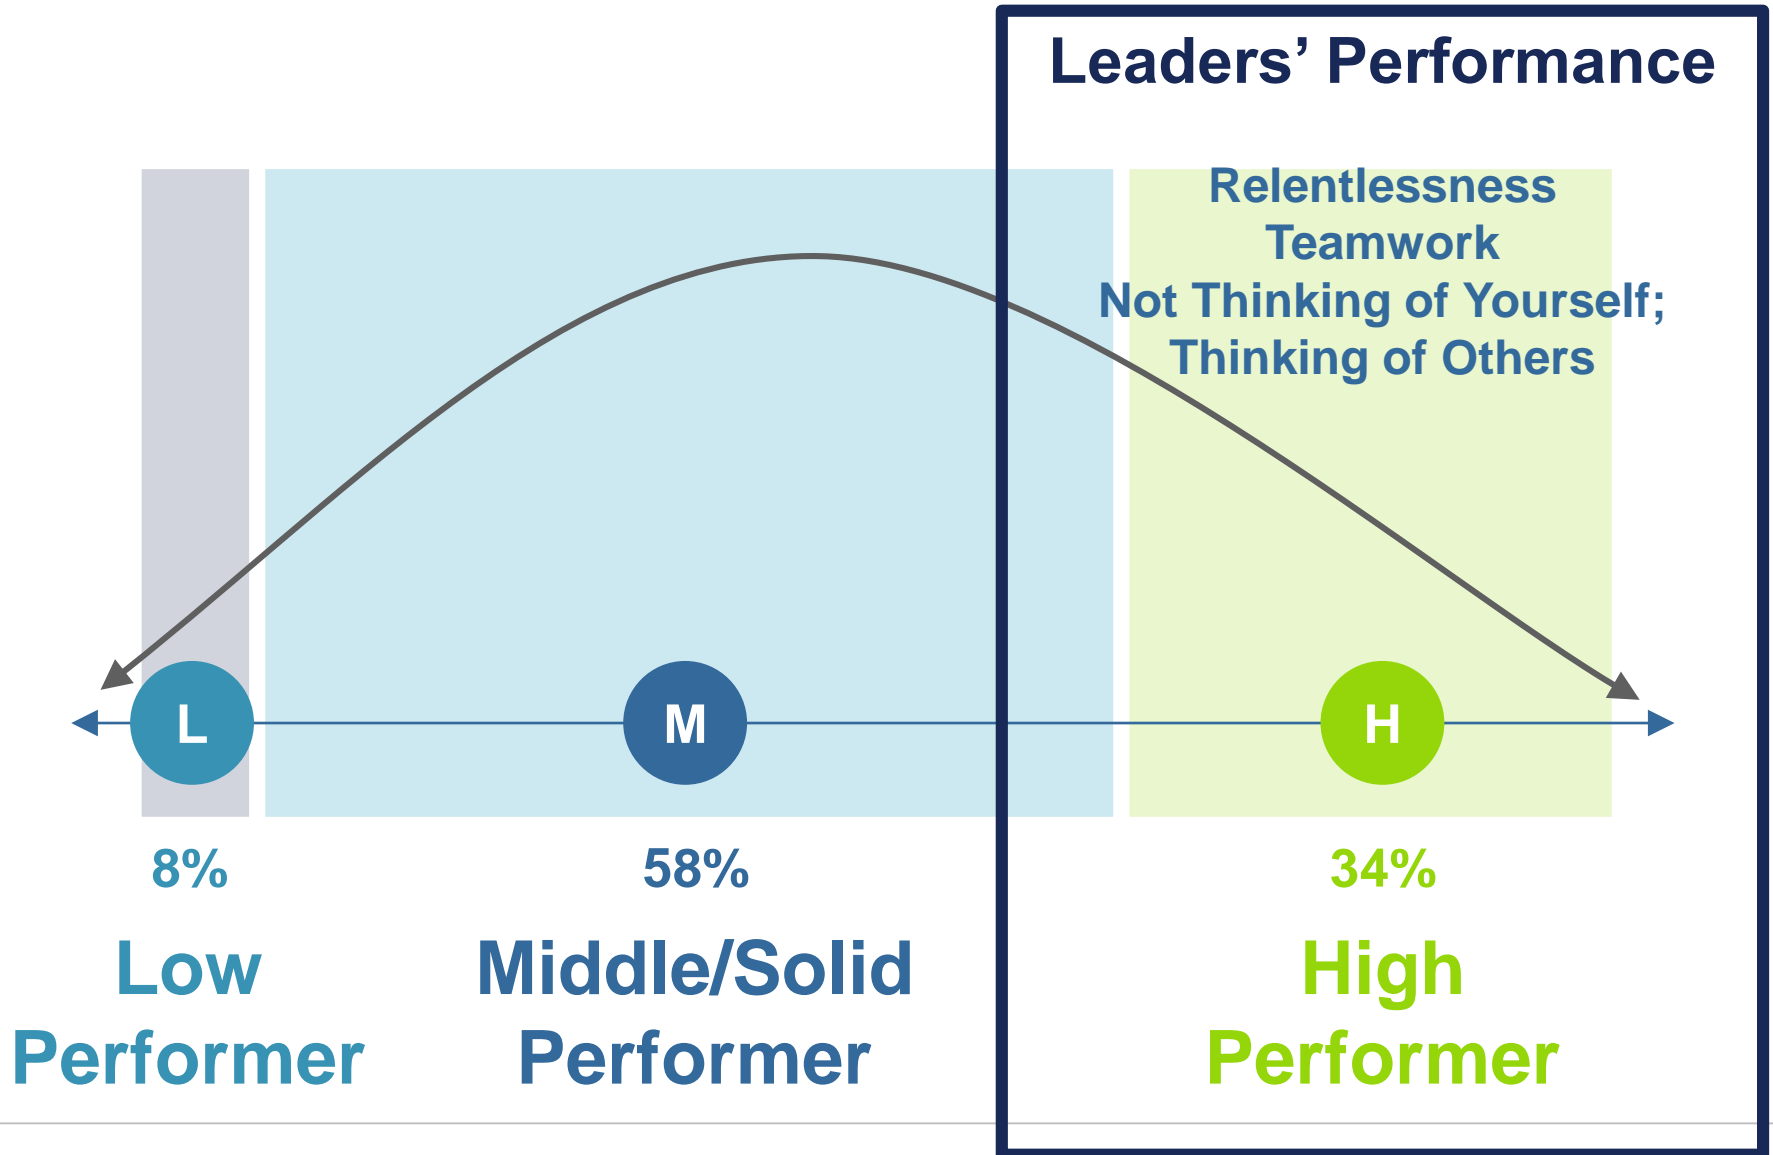 Leaders’ Performance
Relentlessness
Teamwork
Not Thinking of Yourself;
Thinking of Others
L
M
H
8%
58%
34%
Low
Performer
Middle/Solid
Performer
High
Performer